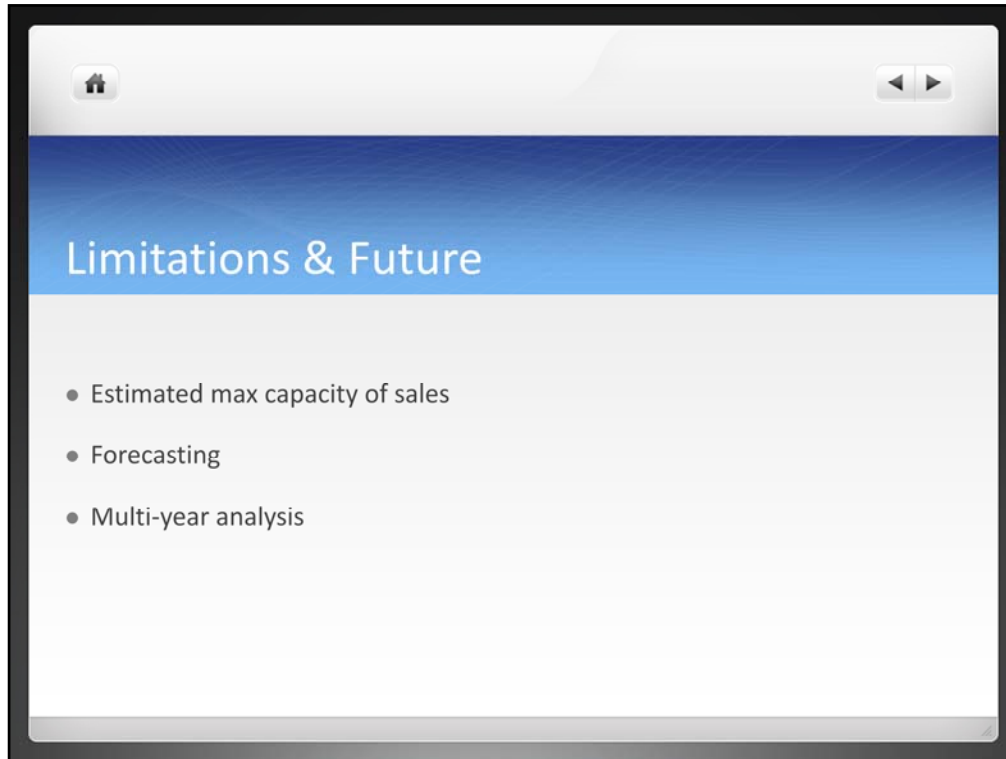 Limitations & Future
Estimated max capacity of sales
Forecasting
Multi-year analysis